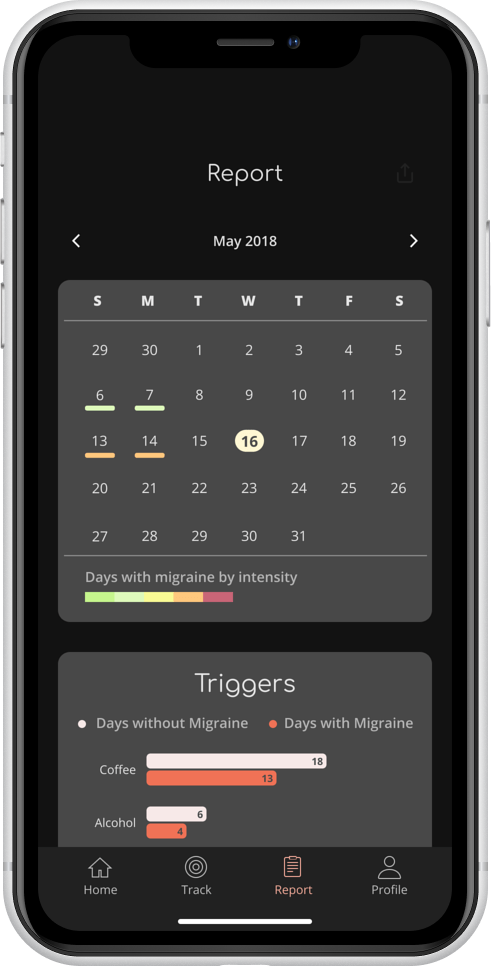 Report
May 2018
S M T W T F S
29 30 1 2 3 4 5
6 7 8 9 10 11 12
13 14 15 16 17 18 19
20 21 22 23 24 25 26
27 28 29 30 31
Days with migraine by intensity
Triggers
Days without Migraine Days with Migraine
Coffee 18
13
Alcohol 6
4
Home Track Report Profile